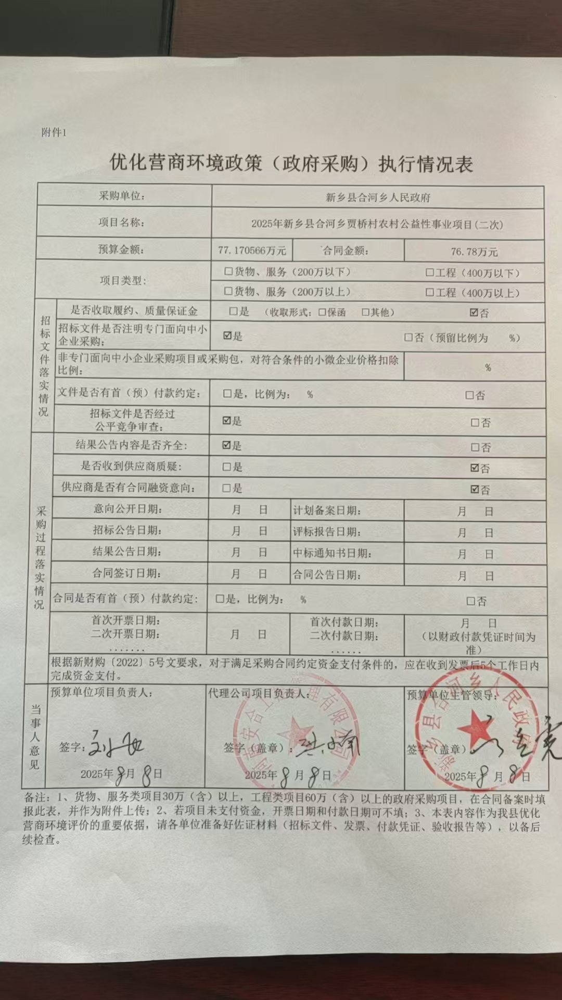 附件1
优化营商环境政策（政府采购）执行情况表
采购单位： 新乡县合河乡人民政府
项目名称： 2025年新乡县合河乡贾桥村农村公益性事业项目(二次)
预算金额： 77.170566万元 合同金额： 76.78万元
项目类型： □货物、服务（200万以下） □工程（400万以下）
□货物、服务（200万以上） □工程（400万以上）
招标文件落实情况
是否收取履约、质量保证金 □是 （收取形式：□保函 □其他） ☑否
招标文件是否注明专门面向中小
企业采购； ☑是 □否（预留比例为 %）
非专门面向中小企业采购项目或采购包，对符合条件的小微企业价格扣除
比例： %
文件是否有首（预）付款约定： □是，比例为： % □否
招标文件是否经过
公平竞争审查： ☑是 □否
采购过程落实情况
结果公告内容是否齐全： ☑是 □否
是否收到供应商质疑： □是 ☑否
供应商是否有合同融资意向： □是 ☑否
意向公开日期： 月 日 计划备案日期： 月 日
招标公告日期： 月 日 评标报告日期： 月 日
结果公告日期： 月 日 中标通知书日期： 月 日
合同签订日期： 月 日 合同公告日期： 月 日
合同是否有首（预）付款约定： □是，比例为： % □否
首次开票日期：
二次开票日期：
....... 月 日
首次付款日期：
二次付款日期：
......
月 日
（以财政付款凭证时间为
准）
根据新财购〔2022〕5号文要求，对于满足采购合同约定资金支付条件的，应在收到发票后5个工作日内
完成资金支付。
当事人意见
预算单位项目负责人： 代理公司项目负责人： 预算单位主管领导：
签字： 签字（盖章）： 签字（盖章）
2025年8月8日 2025年8月8日 2025年8月8日
新乡县合河乡人民政府
备注：1、货物、服务类项目30万（含）以上，工程类项目60万（含）以上的政府采购项目，在合同备案时填
报此表，并作为附件上传；2、若项目未支付资金，开票日期和付款日期可不填；3、本表内容作为我县优化
营商环境评价的重要依据，请各单位准备好佐证材料（招标文件、发票、付款凭证、验收报告等），以备后
续检查。